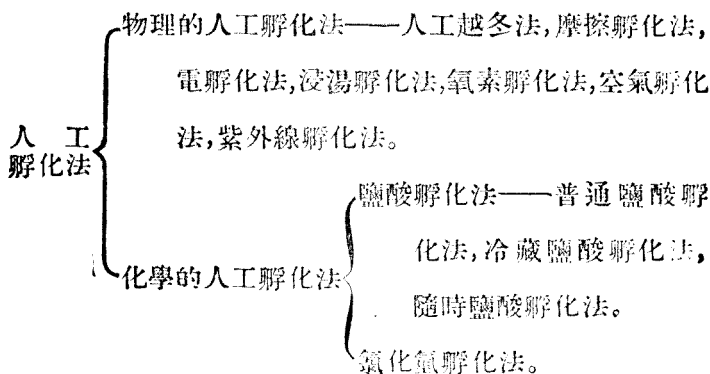 物理的人工孵化法——人工越冬法,摩擦孵化法,
電孵化法,浸湯孵化法,氧素孵化法,空氣孵化
法,紫外線孵化法。
人工
孵化法
鹽酸孵化法——普通鹽酸孵
化法,冷藏鹽酸孵化法,
化學的人工孵化法
隨時鹽酸孵化法。
氯化氫孵化法。